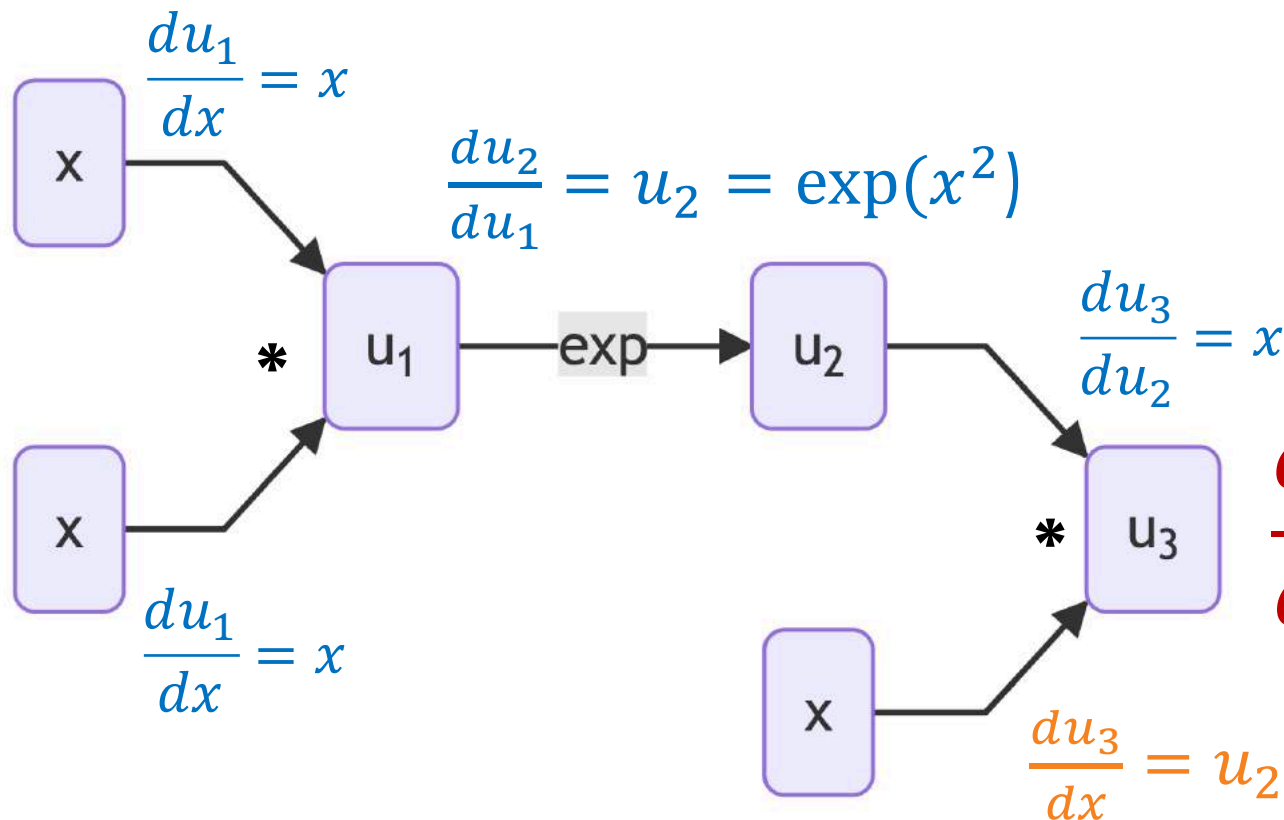 du₁/dx = x
x
du₂/du₁ = u₂ = exp(x²)
* u₁ exp u₂
du₃/du₂ = x
x
* u₃
du₁/dx = x
x
du₃/dx = u₂